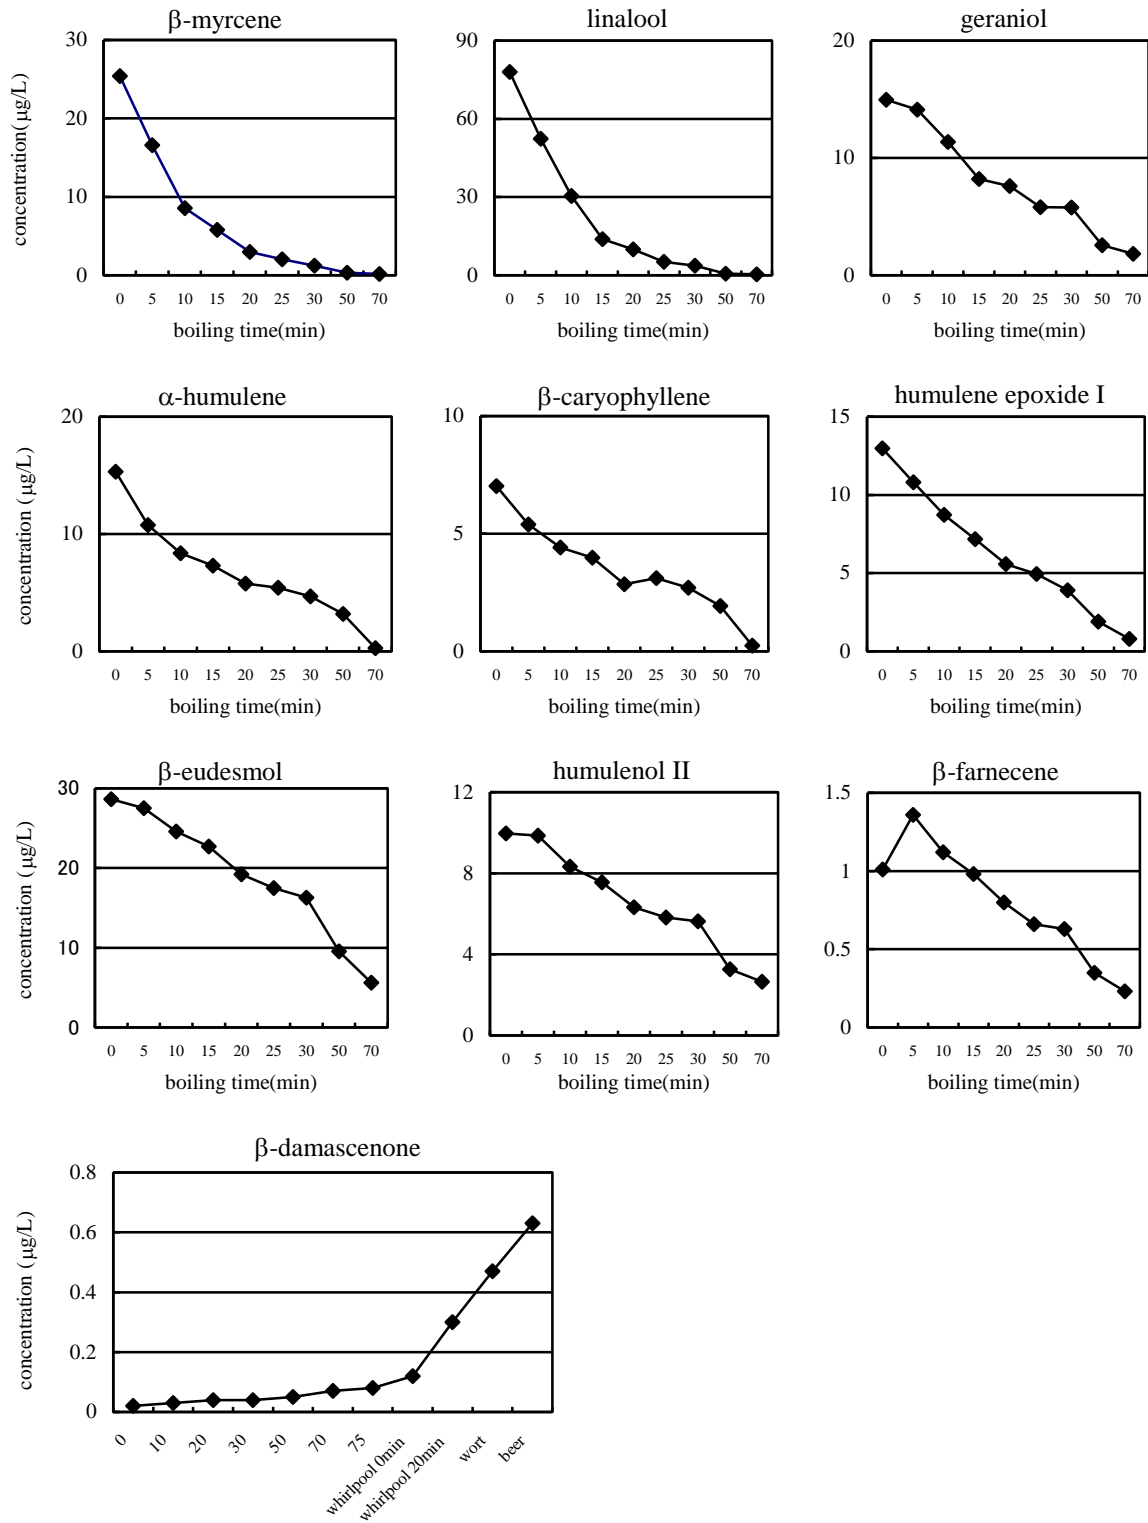 β-myrcene
concentration(µg/L)
30
20
10
0
0 5 10 15 20 25 30 50 70
boiling time(min)
linalool
90
60
30
0
0 5 10 15 20 25 30 50 70
boiling time(min)
geraniol
20
10
0
0 5 10 15 20 25 30 50 70
boiling time(min)
α-humulene
concentration (µg/L)
20
10
0
0 5 10 15 20 25 30 50 70
boiling time(min)
β-caryophyllene
10
5
0
0 5 10 15 20 25 30 50 70
boiling time(min)
humulene epoxide I
15
10
5
0
0 5 10 15 20 25 30 50 70
boiling time(min)
β-eudesmol
concentration (µg/L)
30
20
10
0
0 5 10 15 20 25 30 50 70
boiling time(min)
humulenol II
12
8
4
0
0 5 10 15 20 25 30 50 70
boiling time(min)
β-farnecene
1.5
1
0.5
0
0 5 10 15 20 25 30 50 70
boiling time(min)
β-damascenone
concentration (µg/L)
0.8
0.6
0.4
0.2
0
0
10
20
30
50
70
75
whirlpool 0min
whirlpool 20min
wort
beer